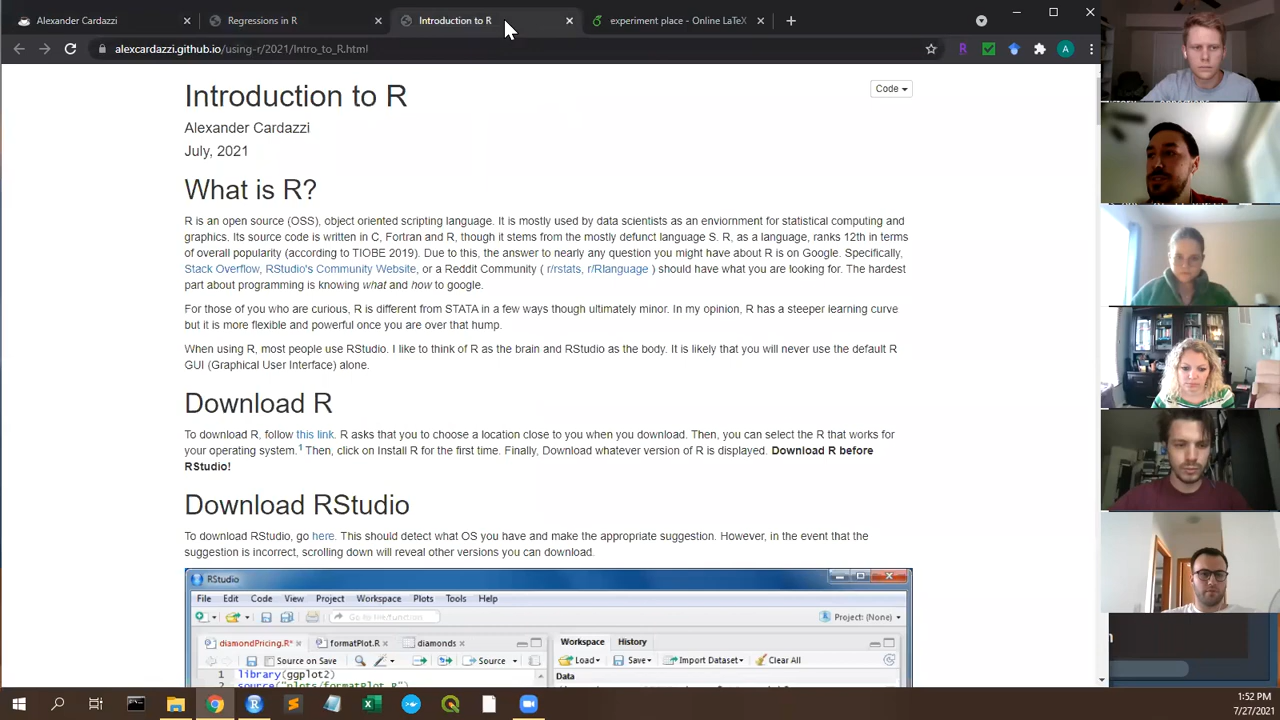 Alexander Cardazzi
Regressions in R
Introduction to R
experiment place - Online LaTeX
alexcardazzi.github.io/using-r/2021/Intro_to_R.html
R
A
Introduction to R
Code
Alexander Cardazzi
July, 2021
What is R?
R is an open source (OSS), object oriented scripting language. It is mostly used by data scientists as an enviornment for statistical computing and
graphics. Its source code is written in C, Fortran and R, though it stems from the mostly defunct language S. R, as a language, ranks 12th in terms
of overall popularity (according to TIOBE 2019). Due to this, the answer to nearly any question you might have about R is on Google. Specifically,
Stack Overflow, RStudio's Community Website, or a Reddit Community ( r/rstats, r/Rlanguage ) should have what you are looking for. The hardest
part about programming is knowing what and how to google.
For those of you who are curious, R is different from STATA in a few ways though ultimately minor. In my opinion, R has a steeper learning curve
but it is more flexible and powerful once you are over that hump.
When using R, most people use RStudio. I like to think of R as the brain and RStudio as the body. It is likely that you will never use the default R
GUI (Graphical User Interface) alone.
Download R
To download R, follow this link. R asks that you to choose a location close to you when you download. Then, you can select the R that works for
your operating system.1 Then, click on Install R for the first time. Finally, Download whatever version of R is displayed. Download R before
RStudio!
Download RStudio
To download RStudio, go here. This should detect what OS you have and make the appropriate suggestion. However, in the event that the
suggestion is incorrect, scrolling down will reveal other versions you can download.
RStudio
File Edit Code View Project Workspace Plots Tools Help
Go to file/function
Project: (None)
diamondPricing.R* formatPlot.R diamonds
Workspace History
Source on Save Source
Load Save Import Dataset Clear All
1 library(ggplot2)
2 source("plots/formatPlot.R")
Data
1:52 PM
7/27/2021